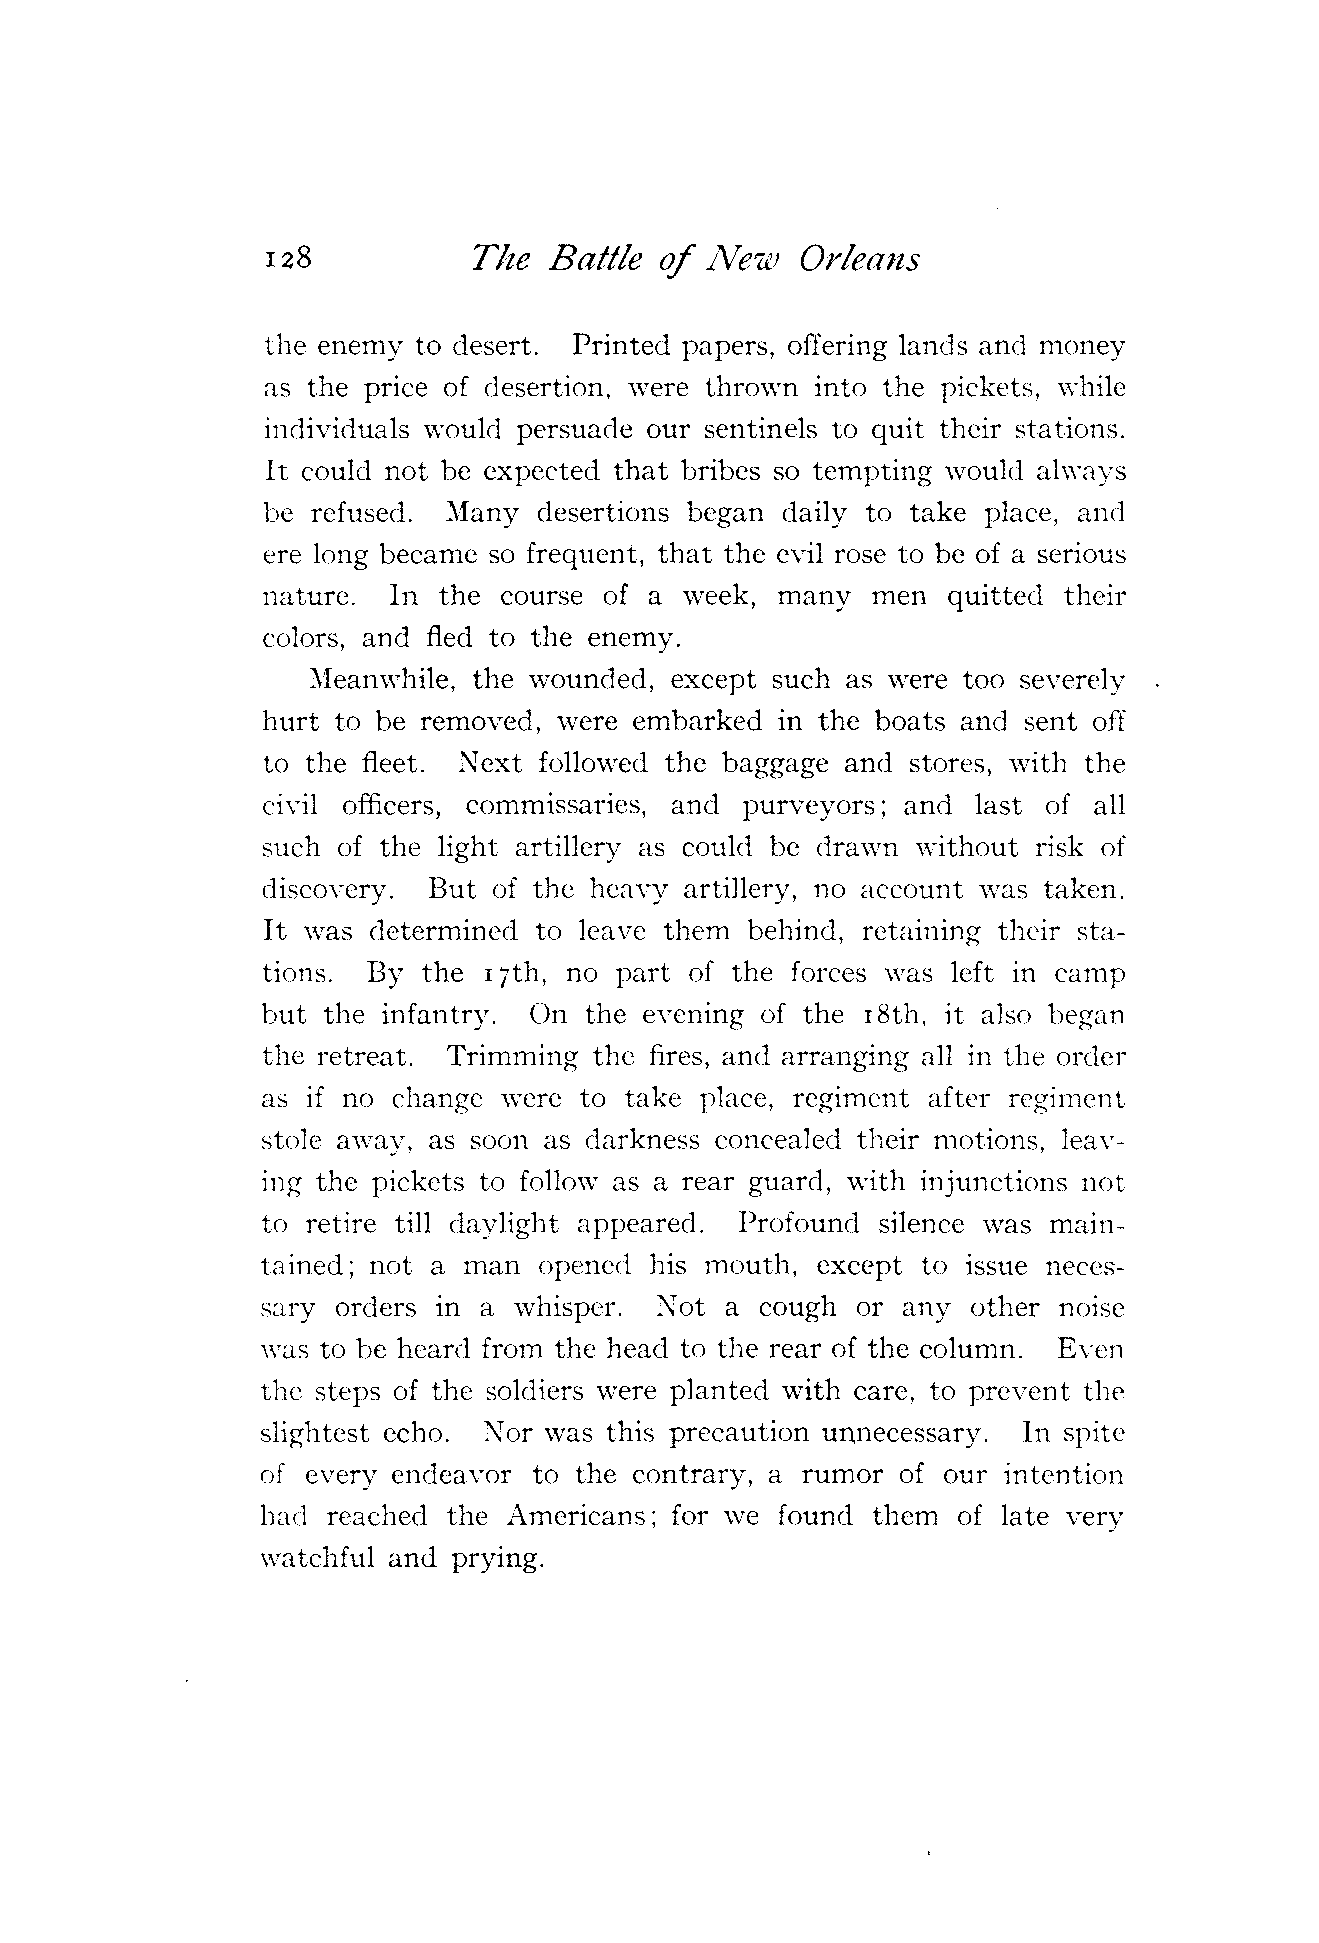 128 The Battle of New Orleans
the enemy to desert. Printed papers, offering lands and money
as the price of desertion, were thrown into the pickets, while
individuals would persuade our sentinels to quit their stations.
It could not be expected that bribes so tempting would always
be refused. Many desertions began daily to take place, and
ere long became so frequent, that the evil rose to be of a serious
nature. In the course of a week, many men quitted their
colors, and fled to the enemy.
Meanwhile, the wounded, except such as were too severely
hurt to be removed, were embarked in the boats and sent off
to the fleet. Next followed the baggage and stores, with the
civil officers, commissaries, and purveyors; and last of all
such of the light artillery as could be drawn without risk of
discovery. But of the heavy artillery, no account was taken.
It was determined to leave them behind, retaining their sta-
tions. By the 17th, no part of the forces was left in camp
but the infantry. On the evening of the 18th, it also began
the retreat. Trimming the fires, and arranging all in the order
as if no change were to take place, regiment after regiment
stole away, as soon as darkness concealed their motions, leav-
ing the pickets to follow as a rear guard, with injunctions not
to retire till daylight appeared. Profound silence was main-
tained; not a man opened his mouth, except to issue neces-
sary orders in a whisper. Not a cough or any other noise
was to be heard from the head to the rear of the column. Even
the steps of the soldiers were planted with care, to prevent the
slightest echo. Nor was this precaution unnecessary. In spite
of every endeavor to the contrary, a rumor of our intention
had reached the Americans; for we found them of late very
watchful and prying.